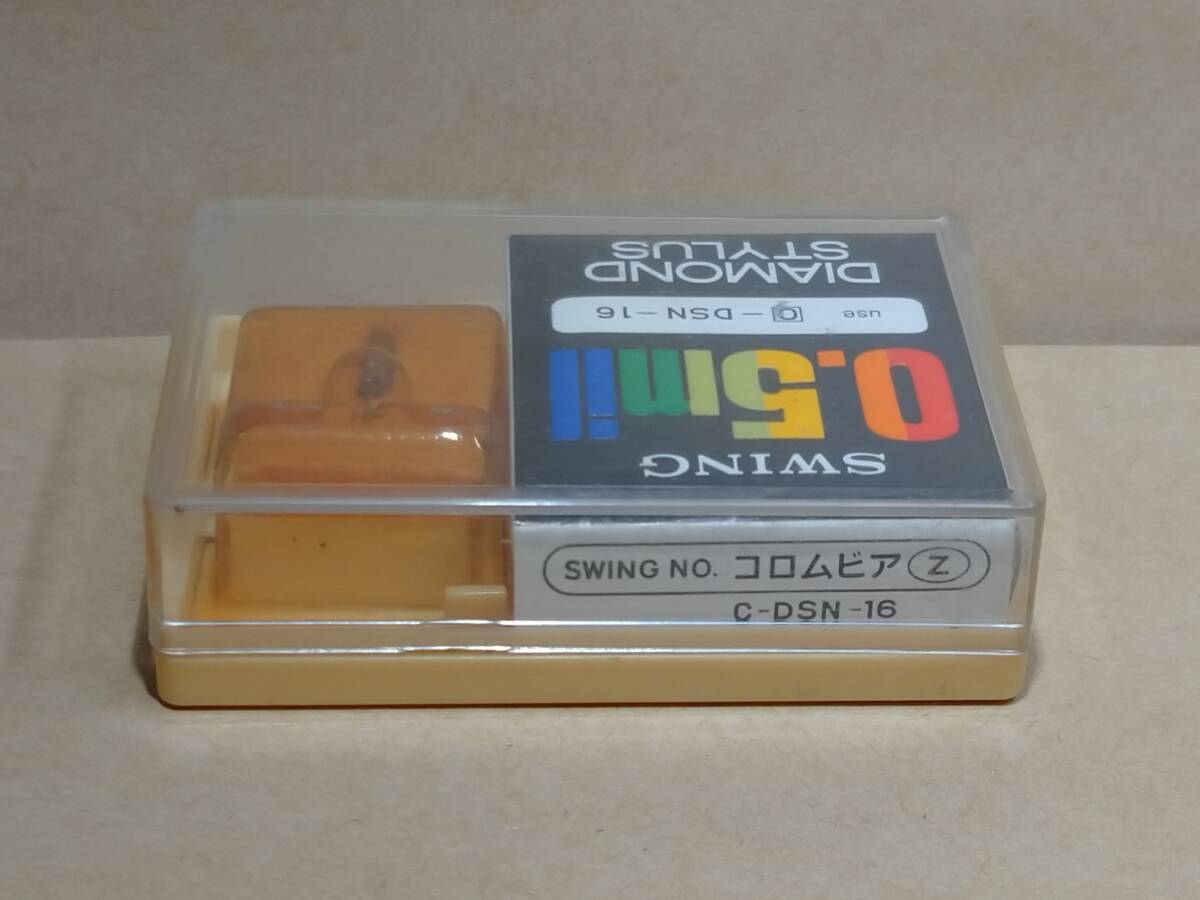 SWING
0.5mil
use C-DSN-16
DIAMOND
STYLUS
SWING NO. コロムビア Z
C-DSN-16